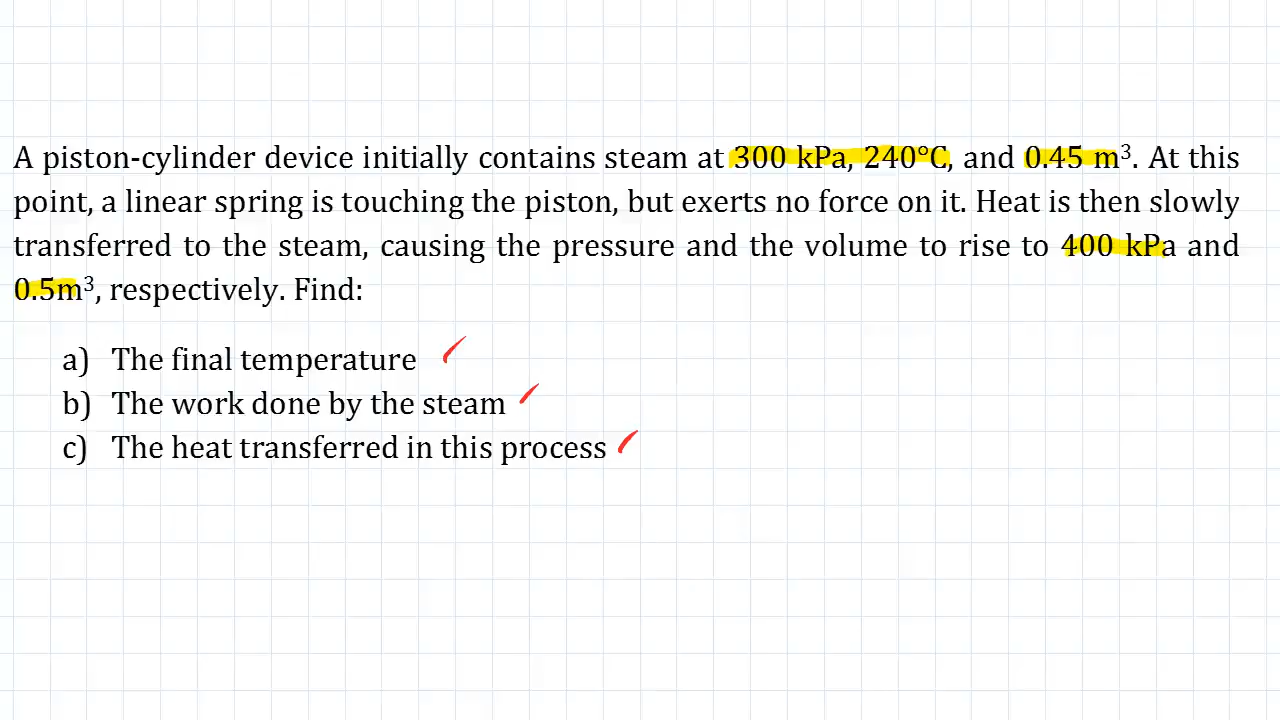 A piston-cylinder device initially contains steam at 300 kPa, 240°C, and 0.45 m³. At this
point, a linear spring is touching the piston, but exerts no force on it. Heat is then slowly
transferred to the steam, causing the pressure and the volume to rise to 400 kPa and
0.5m³, respectively. Find:
a) The final temperature
b) The work done by the steam
c) The heat transferred in this process